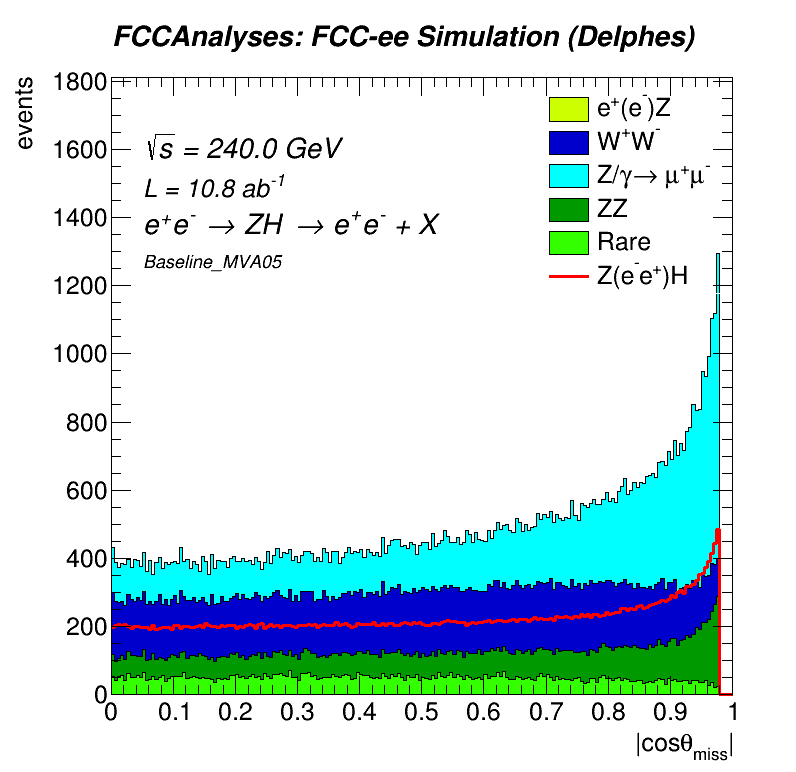 FCCAnalyses: FCC-ee Simulation (Delphes)
events
1800
1600
1400
1200
1000
800
600
400
200
0
√s = 240.0 GeV
L = 10.8 ab⁻¹
e⁺e⁻ → ZH → e⁺e⁻ + X
Baseline_MVA05
e⁺(e⁻)Z
W⁺W⁻
Z/γ→ μ⁺μ⁻
ZZ
Rare
Z(e⁻e⁺)H
0 0.1 0.2 0.3 0.4 0.5 0.6 0.7 0.8 0.9 1
|cosθ_miss|